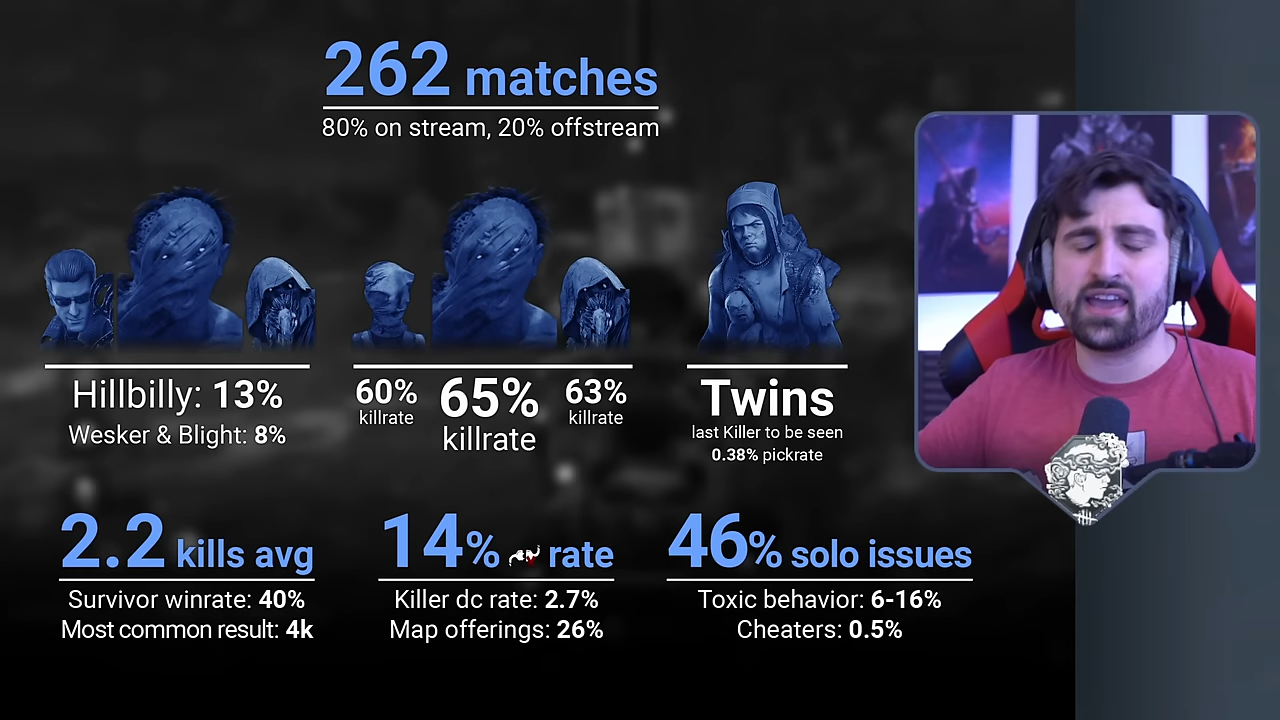 262 matches
80% on stream, 20% offstream
Hillbilly: 13%
Wesker & Blight: 8%
60%
killrate
65%
killrate
63%
killrate
Twins
last Killer to be seen
0.38% pickrate
2.2 kills avg
Survivor winrate: 40%
Most common result: 4k
14% rate
Killer dc rate: 2.7%
Map offerings: 26%
46% solo issues
Toxic behavior: 6-16%
Cheaters: 0.5%